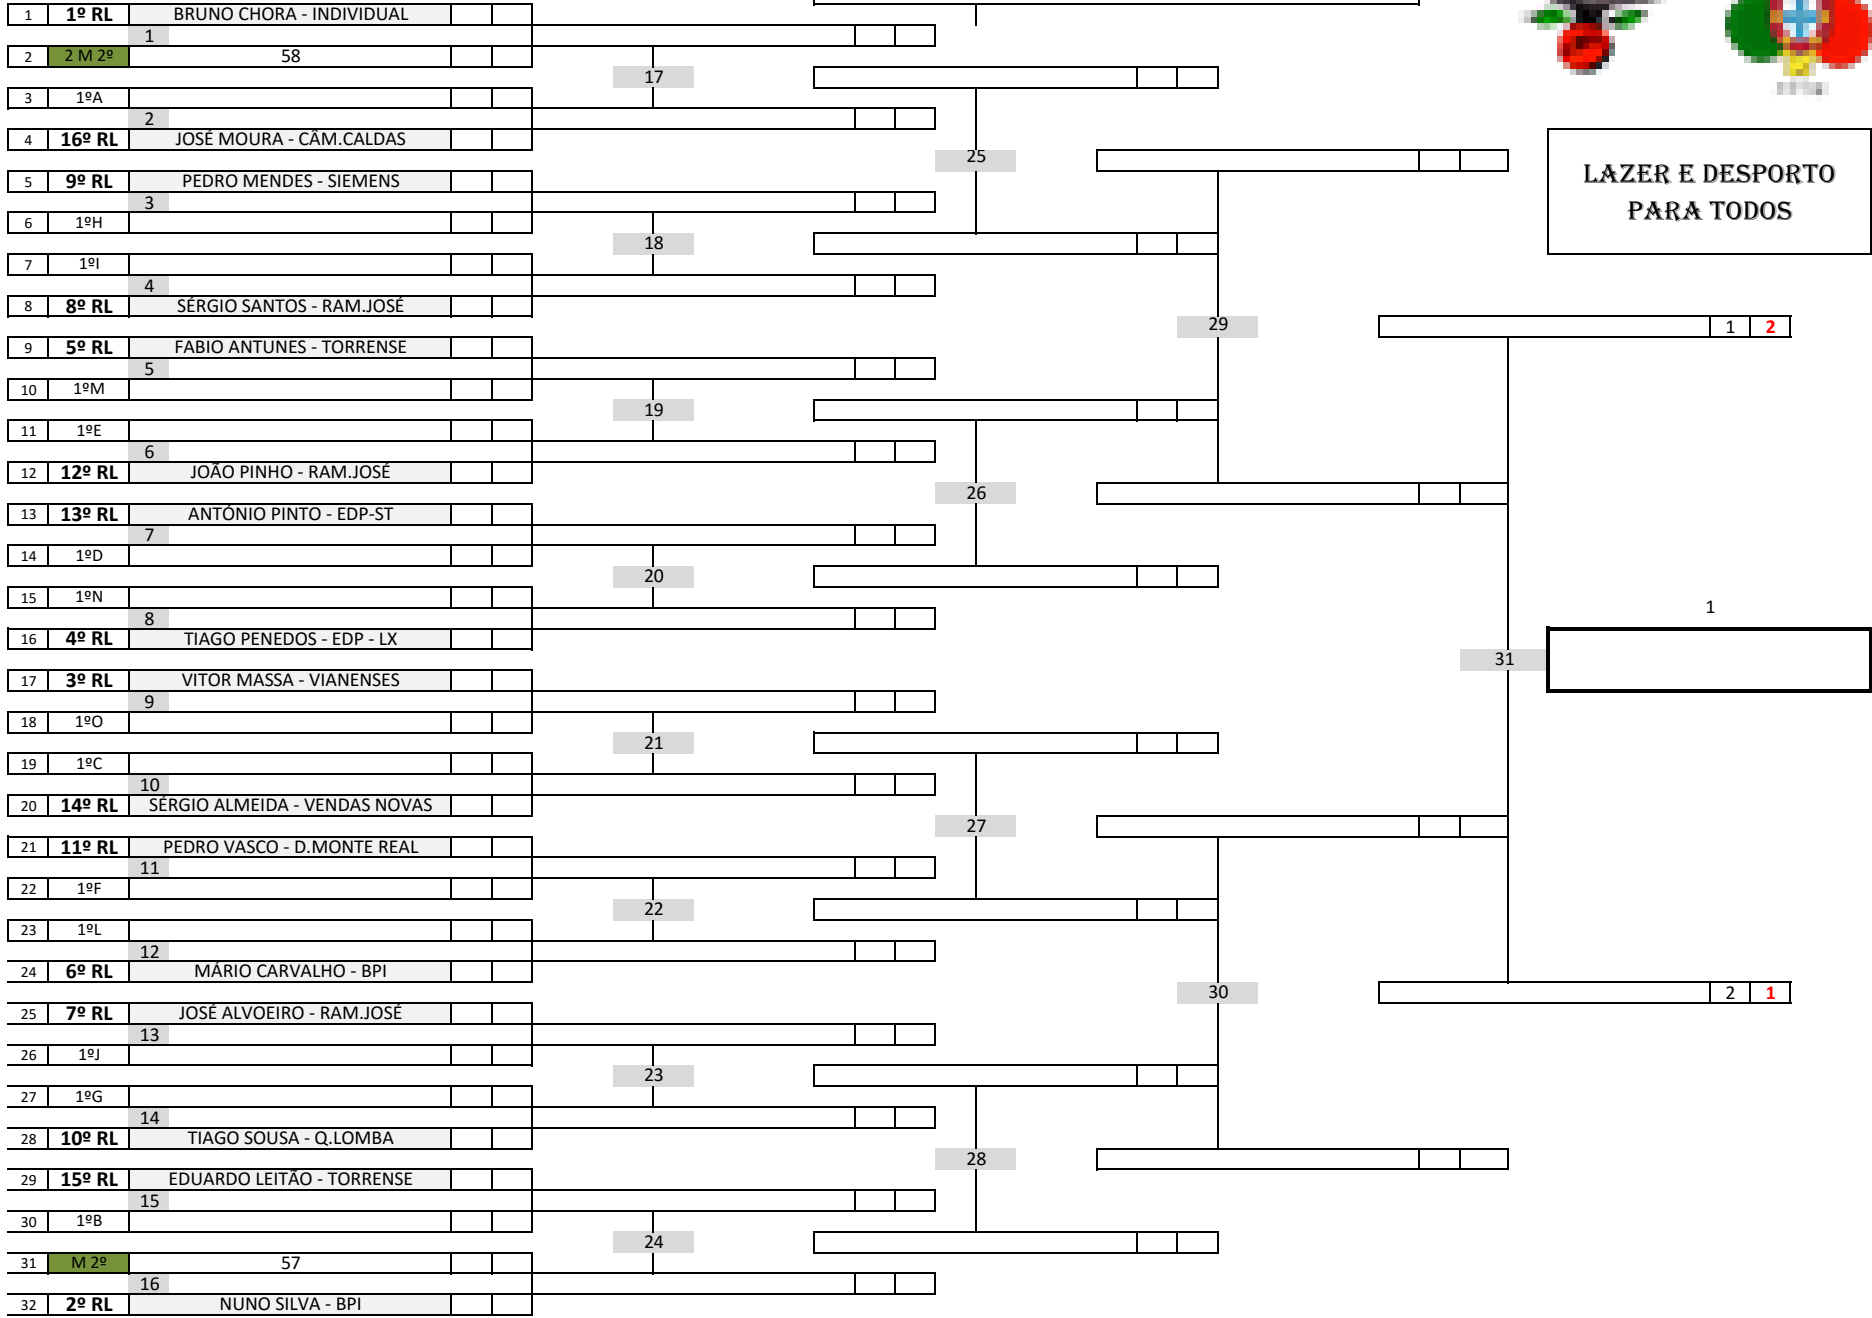 1 1º RL BRUNO CHORA - INDIVIDUAL
1
2 2 M 2º 58
17
3 1ºA
2
4 16º RL JOSÉ MOURA - CÂM.CALDAS
25
LAZER E DESPORTO
PARA TODOS
5 9º RL PEDRO MENDES - SIEMENS
3
6 1ºH
18
7 1ºI
4
8 8º RL SÉRGIO SANTOS - RAM.JOSÉ
29
1 2
9 5º RL FABIO ANTUNES - TORRENSE
5
10 1ºM
19
11 1ºE
6
12 12º RL JOÃO PINHO - RAM.JOSÉ
26
13 13º RL ANTÓNIO PINTO - EDP-ST
7
14 1ºD
20
15 1ºN
1
8
16 4º RL TIAGO PENEDOS - EDP - LX
31
17 3º RL VITOR MASSA - VIANENSES
9
18 1ºO
21
19 1ºC
10
20 14º RL SÉRGIO ALMEIDA - VENDAS NOVAS
27
21 11º RL PEDRO VASCO - D.MONTE REAL
11
22 1ºF
22
23 1ºL
12
24 6º RL MÁRIO CARVALHO - BPI
30
2 1
25 7º RL JOSÉ ALVOEIRO - RAM.JOSÉ
13
26 1ºJ
23
27 1ºG
14
28 10º RL TIAGO SOUSA - Q.LOMBA
28
29 15º RL EDUARDO LEITÃO - TORRENSE
15
30 1ºB
24
31 M 2º 57
16
32 2º RL NUNO SILVA - BPI